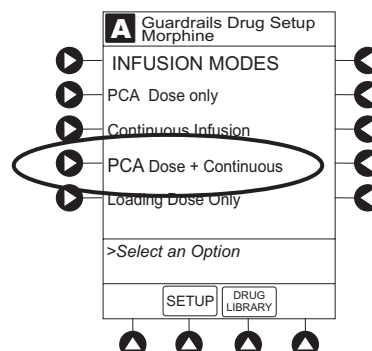 A Guardrails Drug Setup
Morphine
INFUSION MODES
PCA Dose only
Continuous Infusion
PCA Dose + Continuous
Loading Dose Only
>Select an Option
SETUP DRUG
LIBRARY